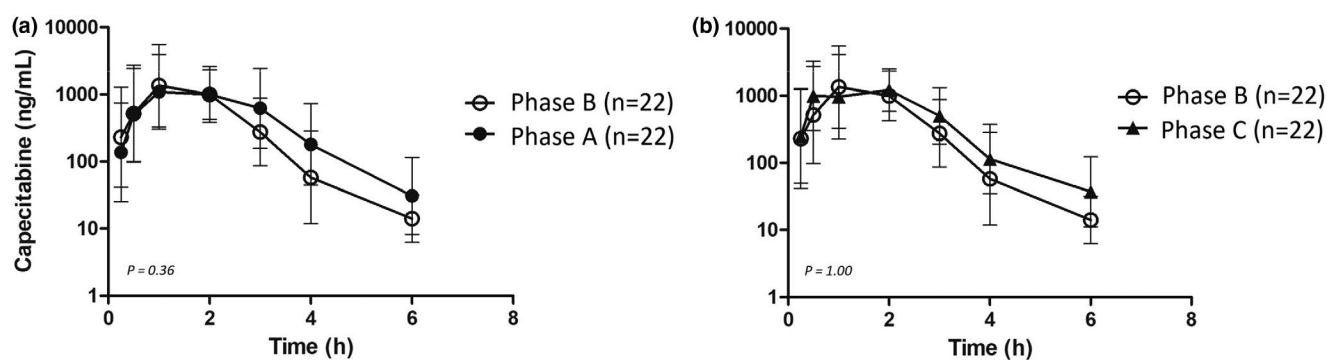 (a)
Capecitabine (ng/mL)
10000
1000
100
10
1
P = 0.36
0 2 4 6 8
Time (h)
Phase B (n=22)
Phase A (n=22)
(b)
10000
1000
100
10
1
P = 1.00
0 2 4 6 8
Time (h)
Phase B (n=22)
Phase C (n=22)